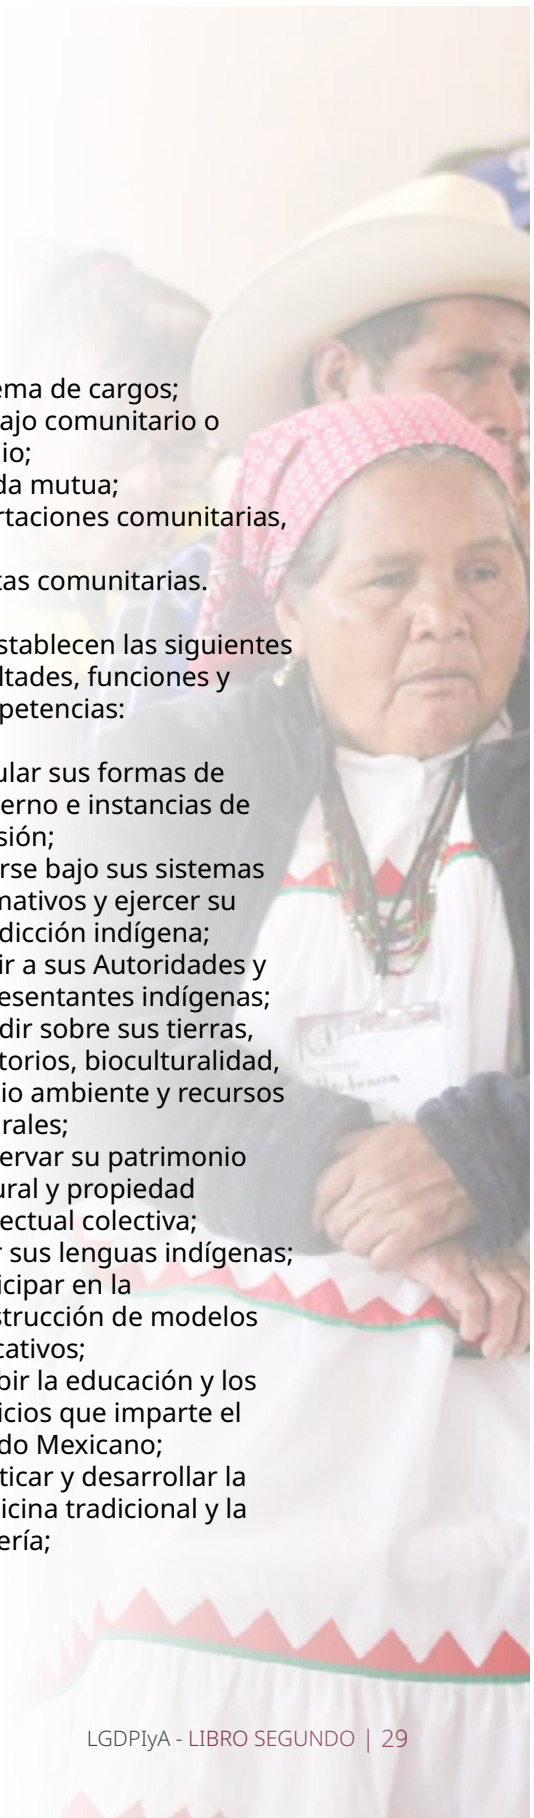 ema de cargos;
ajo comunitario o
io;
da mutua;
rtaciones comunitarias,
tas comunitarias.
stablecen las siguientes
ltades, funciones y
petencias:
ular sus formas de
erno e instancias de
sión;
rse bajo sus sistemas
mativos y ejercer su
dicción indígena;
ir a sus Autoridades y
resentantes indígenas;
dir sobre sus tierras,
torios, bioculturalidad,
io ambiente y recursos
rales;
ervar su patrimonio
ural y propiedad
ectual colectiva;
r sus lenguas indígenas;
icipar en la
strucción de modelos
cativos;
bir la educación y los
icios que imparte el
do Mexicano;
ticar y desarrollar la
icina tradicional y la
ería;
LGDPIyA - LIBRO SEGUNDO | 29